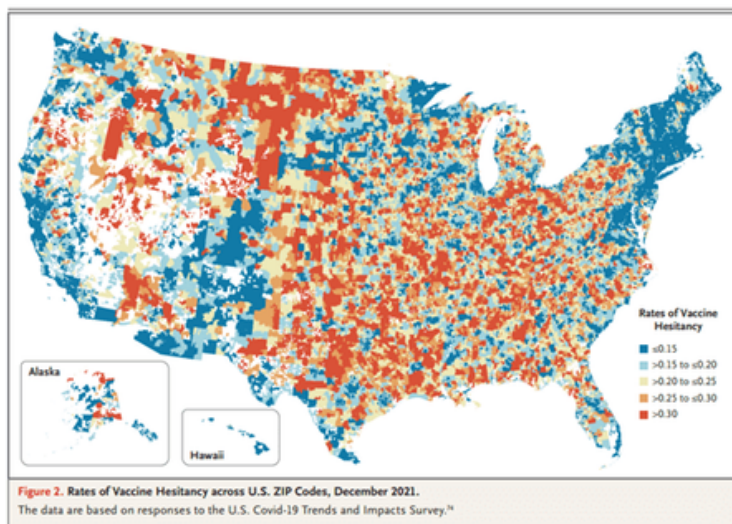 Rates of Vaccine
Hesitancy
≤0.15
>0.15 to ≤0.20
>0.20 to ≤0.25
>0.25 to ≤0.30
>0.30
Alaska
Hawaii
Figure 2. Rates of Vaccine Hesitancy across U.S. ZIP Codes, December 2021.
The data are based on responses to the U.S. Covid-19 Trends and Impacts Survey.